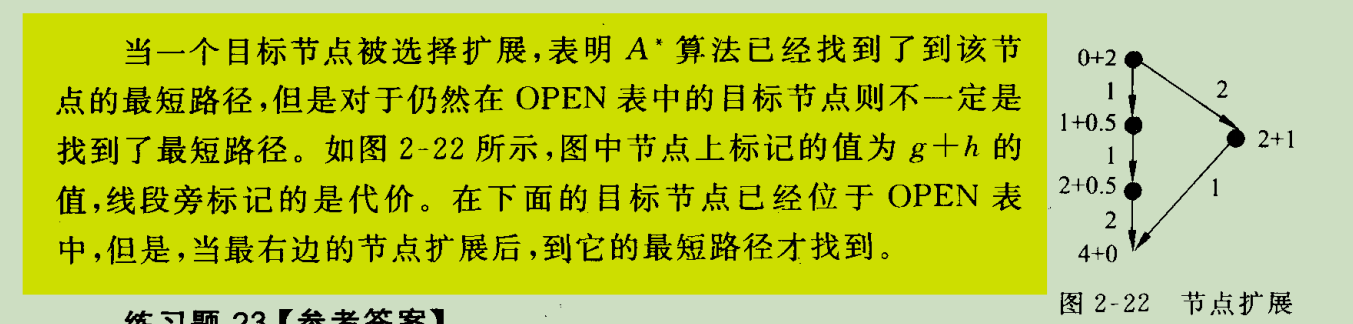 当一个目标节点被选择扩展,表明 A* 算法已经找到了到该节
点的最短路径,但是对于仍然在 OPEN 表中的目标节点则不一定是
找到了最短路径。如图 2-22 所示,图中节点上标记的值为 g+h 的
值,线段旁标记的是代价。在下面的目标节点已经位于 OPEN 表
中,但是,当最右边的节点扩展后,到它的最短路径才找到。
0+2
1
2
1+0.5
2+1
1
2+0.5
1
2
4+0
图 2-22 节点扩展
练习题 23【参考答案】